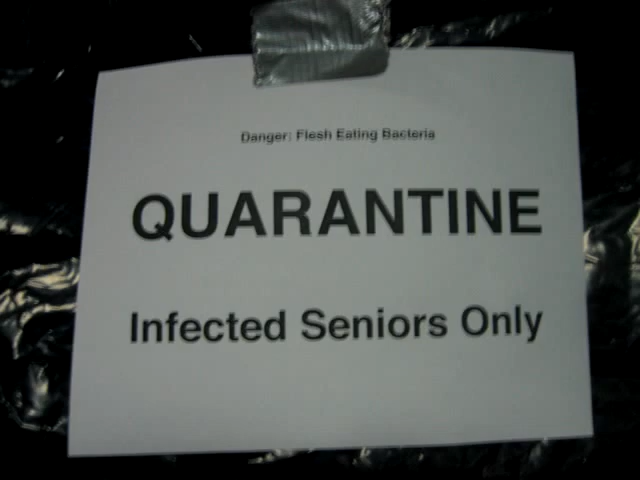 Danger: Flesh Eating Bacteria
QUARANTINE
Infected Seniors Only